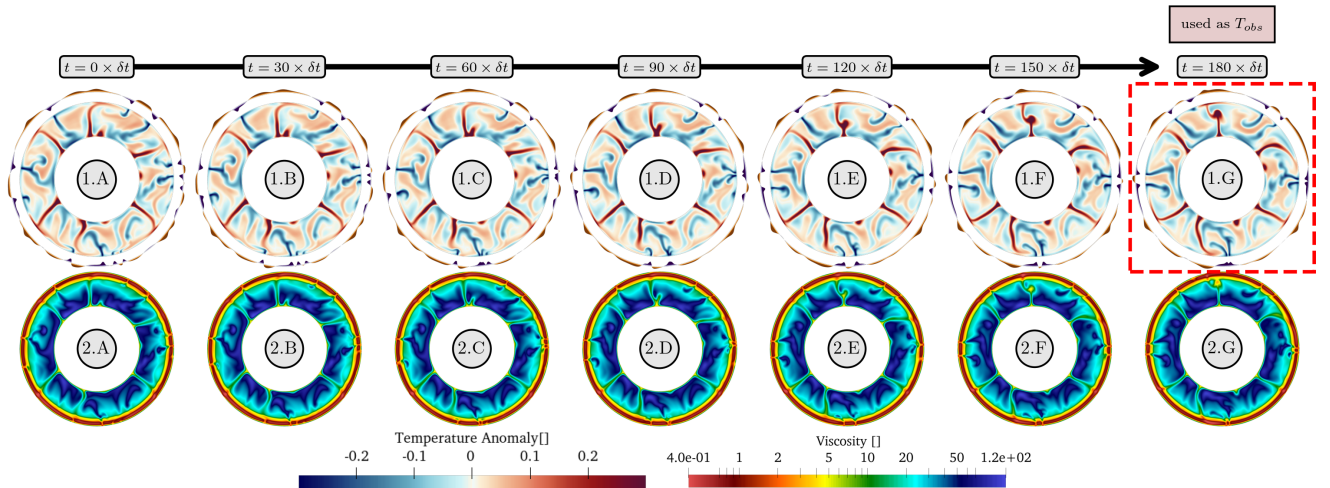 used as $T_{obs}$
$t = 0 \times \delta t$
$t = 30 \times \delta t$
$t = 60 \times \delta t$
$t = 90 \times \delta t$
$t = 120 \times \delta t$
$t = 150 \times \delta t$
$t = 180 \times \delta t$
1.A
1.B
1.C
1.D
1.E
1.F
1.G
2.A
2.B
2.C
2.D
2.E
2.F
2.G
Temperature Anomaly[]
-0.2 -0.1 0 0.1 0.2
Viscosity []
4.0e-01 1 2 5 10 20 50 1.2e+02